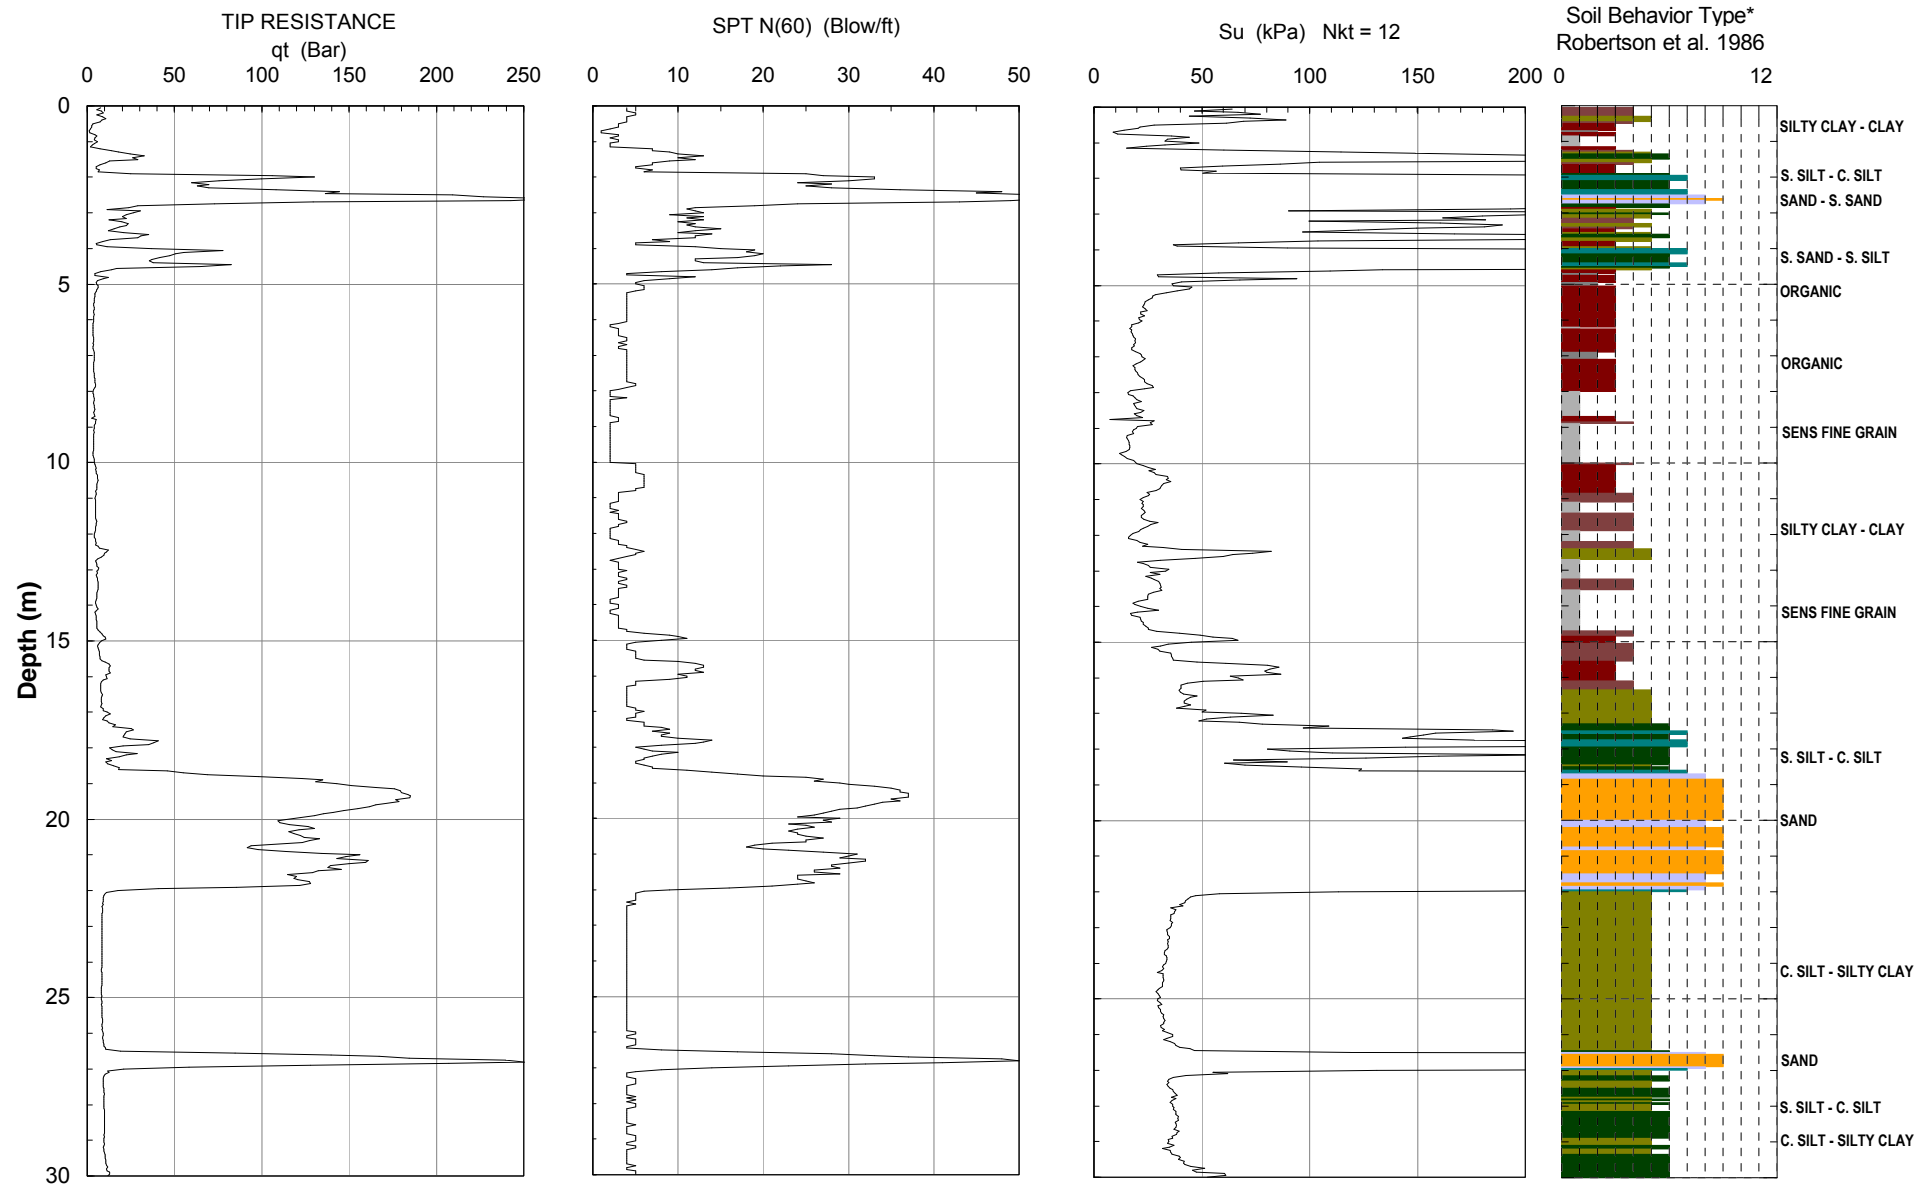 TIP RESISTANCE
qt (Bar)
0 50 100 150 200 250
SPT N(60) (Blow/ft)
0 10 20 30 40 50
Su (kPa) Nkt = 12
0 50 100 150 200
Soil Behavior Type*
Robertson et al. 1986
0 12
Depth (m)
0
5
10
15
20
25
30
SILTY CLAY - CLAY
S. SILT - C. SILT
SAND - S. SAND
S. SAND - S. SILT
ORGANIC
ORGANIC
SENS FINE GRAIN
SILTY CLAY - CLAY
SENS FINE GRAIN
S. SILT - C. SILT
SAND
C. SILT - SILTY CLAY
SAND
S. SILT - C. SILT
C. SILT - SILTY CLAY